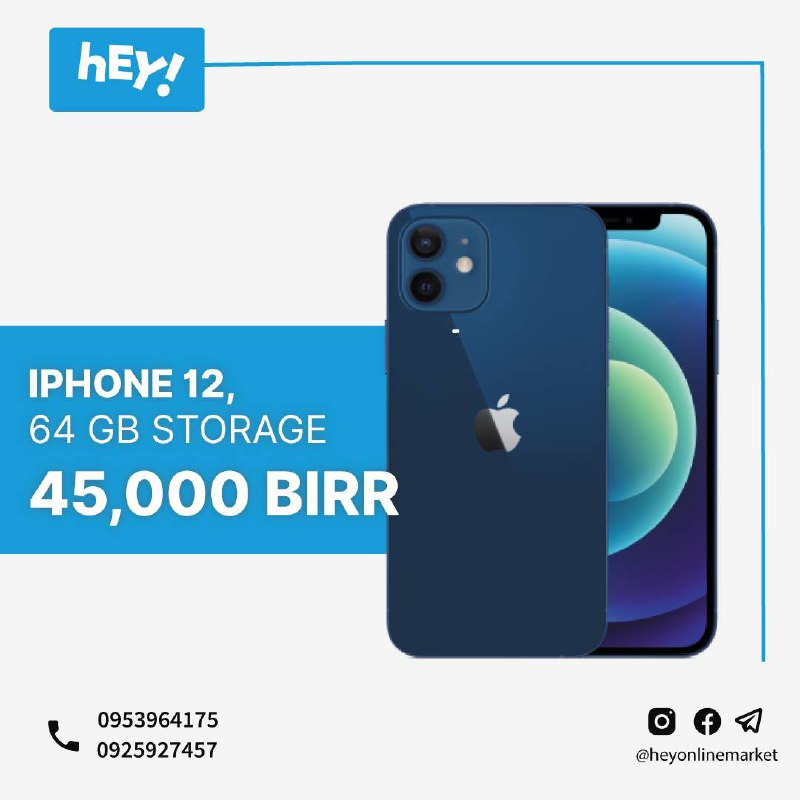 hEY!
IPHONE 12,
64 GB STORAGE
45,000 BIRR
0953964175
0925927457
@heyonlinemarket